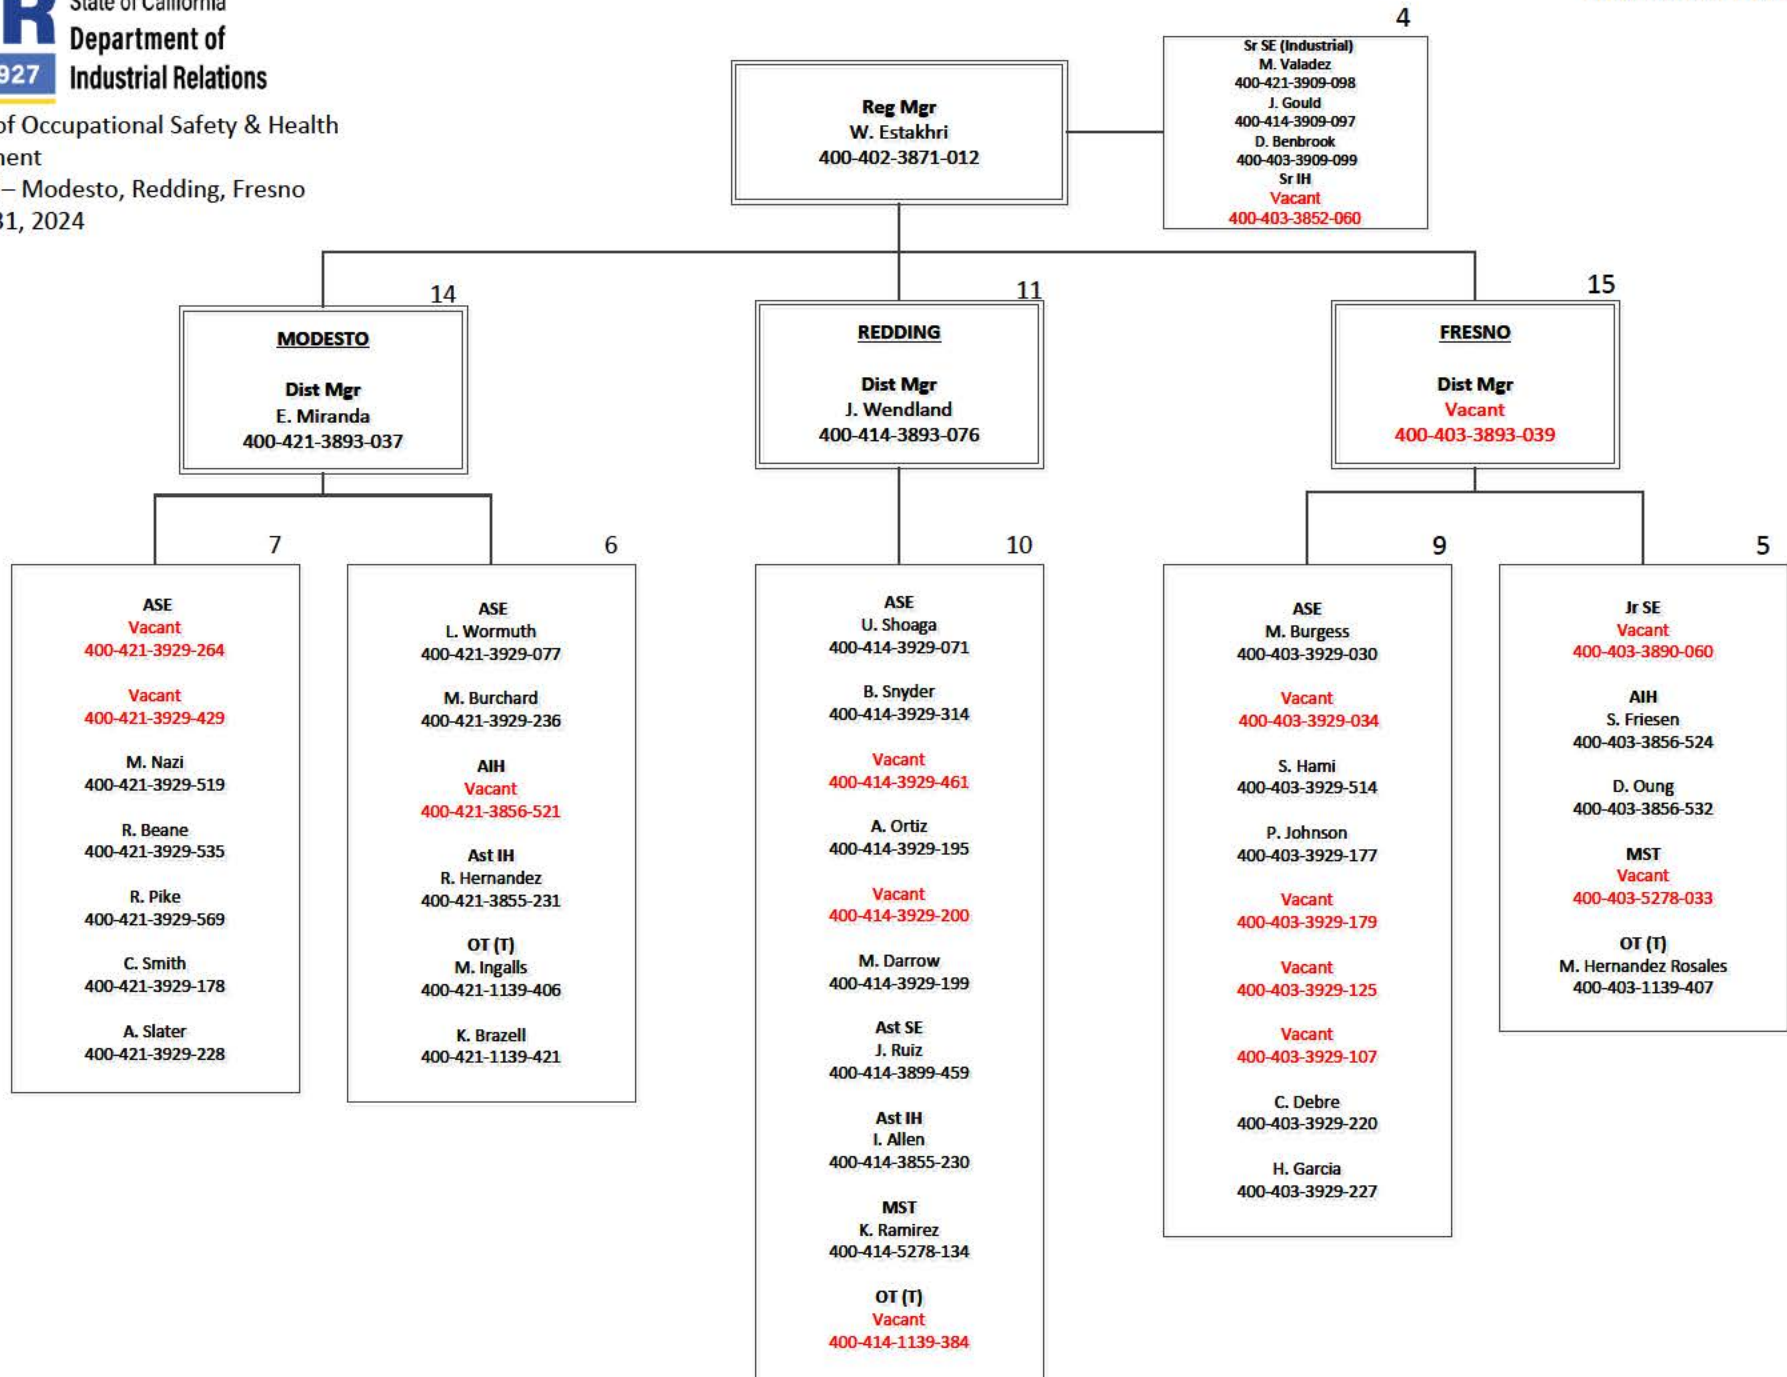 State of California
R
Department of
927
Industrial Relations
of Occupational Safety & Health
– Modesto, Redding, Fresno
31, 2024
4
Sr SE (Industrial)
M. Valadez
400-421-3909-098
J. Gould
400-414-3909-097
D. Benbrook
400-403-3909-099
Sr IH
Vacant
400-403-3852-060
Reg Mgr
W. Estakhri
400-402-3871-012
14
MODESTO
Dist Mgr
E. Miranda
400-421-3893-037
11
REDDING
Dist Mgr
J. Wendland
400-414-3893-076
15
FRESNO
Dist Mgr
Vacant
400-403-3893-039
7
ASE
Vacant
400-421-3929-264
Vacant
400-421-3929-429
M. Nazi
400-421-3929-519
R. Beane
400-421-3929-535
R. Pike
400-421-3929-569
C. Smith
400-421-3929-178
A. Slater
400-421-3929-228
6
ASE
L. Wormuth
400-421-3929-077
M. Burchard
400-421-3929-236
AIH
Vacant
400-421-3856-521
Ast IH
R. Hernandez
400-421-3855-231
OT (T)
M. Ingalls
400-421-1139-406
K. Brazell
400-421-1139-421
10
ASE
U. Shoaga
400-414-3929-071
B. Snyder
400-414-3929-314
Vacant
400-414-3929-461
A. Ortiz
400-414-3929-195
Vacant
400-414-3929-200
M. Darrow
400-414-3929-199
Ast SE
J. Ruiz
400-414-3899-459
Ast IH
I. Allen
400-414-3855-230
MST
K. Ramirez
400-414-5278-134
OT (T)
Vacant
400-414-1139-384
9
ASE
M. Burgess
400-403-3929-030
Vacant
400-403-3929-034
S. Hami
400-403-3929-514
P. Johnson
400-403-3929-177
Vacant
400-403-3929-179
Vacant
400-403-3929-125
Vacant
400-403-3929-107
C. Debre
400-403-3929-220
H. Garcia
400-403-3929-227
5
Jr SE
Vacant
400-403-3890-060
AIH
S. Friesen
400-403-3856-524
D. Oung
400-403-3856-532
MST
Vacant
400-403-5278-033
OT (T)
M. Hernandez Rosales
400-403-1139-407